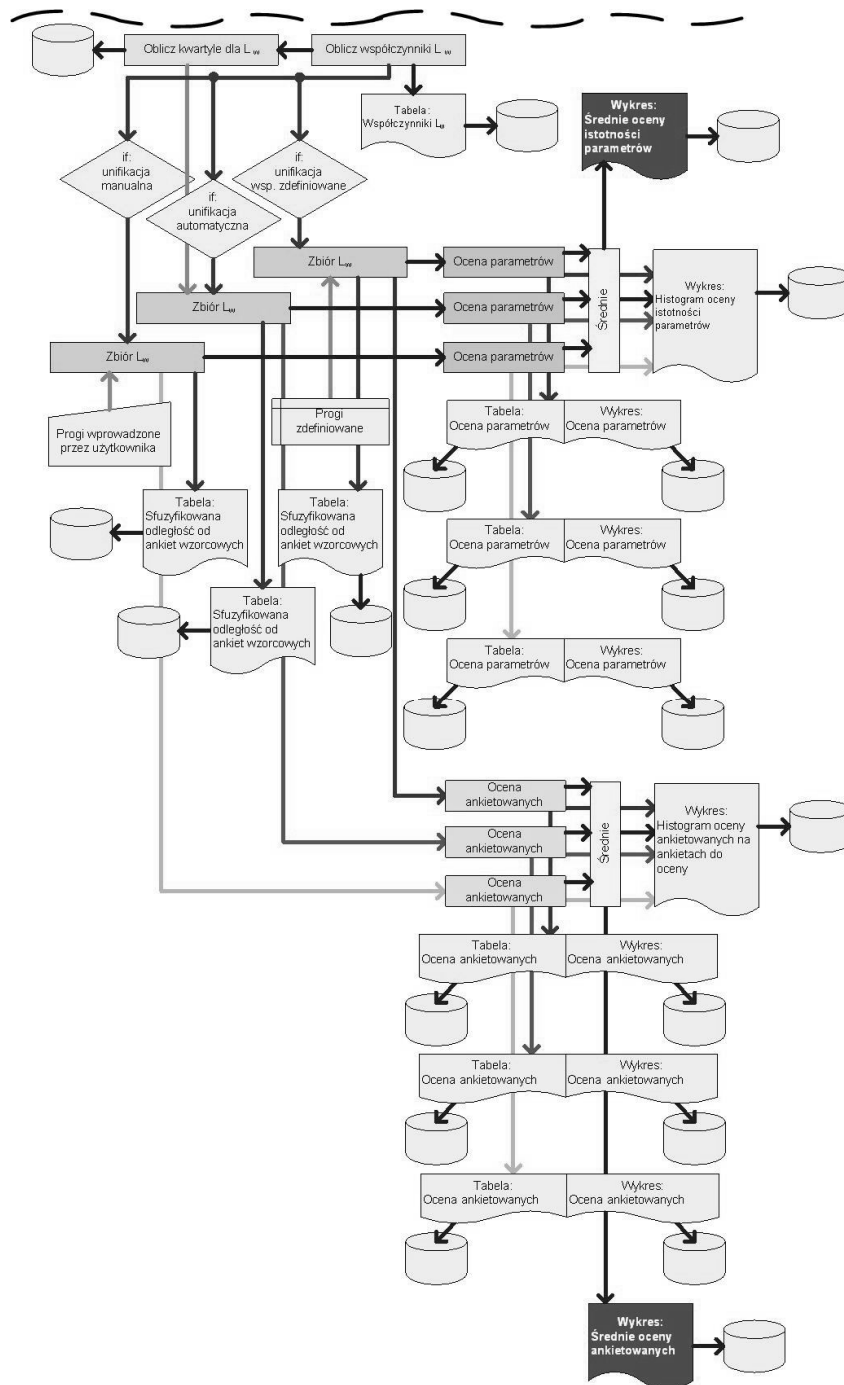 Oblicz kwartyle dla L w
Oblicz współczynniki L w
Tabela:
Współczynniki L w
Wykres:
Średnie oceny
istotności
parametrów
if:
unifikacja
manualna
if:
unifikacja
automatyczna
if:
unifikacja
wsp. zdefiniowane
Zbiór L w
Ocena parametrów
Zbiór L w
Ocena parametrów
Zbiór L w
Ocena parametrów
Średnie
Wykres:
Histogram oceny
istotności
parametrów
Progi wprowadzone
przez użytkownika
Progi
zdefiniowane
Tabela:
Ocena parametrów
Wykres:
Ocena parametrów
Tabela:
Sfuzyfikowana
odległość od
ankiet wzorcowych
Tabela:
Sfuzyfikowana
odległość od
ankiet wzorcowych
Tabela:
Ocena parametrów
Wykres:
Ocena parametrów
Tabela:
Sfuzyfikowana
odległość od
ankiet wzorcowych
Tabela:
Ocena parametrów
Wykres:
Ocena parametrów
Ocena
ankietowanych
Ocena
ankietowanych
Ocena
ankietowanych
Średnie
Wykres:
Histogram oceny
ankietowanych na
ankietach do
oceny
Tabela:
Ocena ankietowanych
Wykres:
Ocena ankietowanych
Tabela:
Ocena ankietowanych
Wykres:
Ocena ankietowanych
Tabela:
Ocena ankietowanych
Wykres:
Ocena ankietowanych
Wykres:
Średnie oceny
ankietowanych